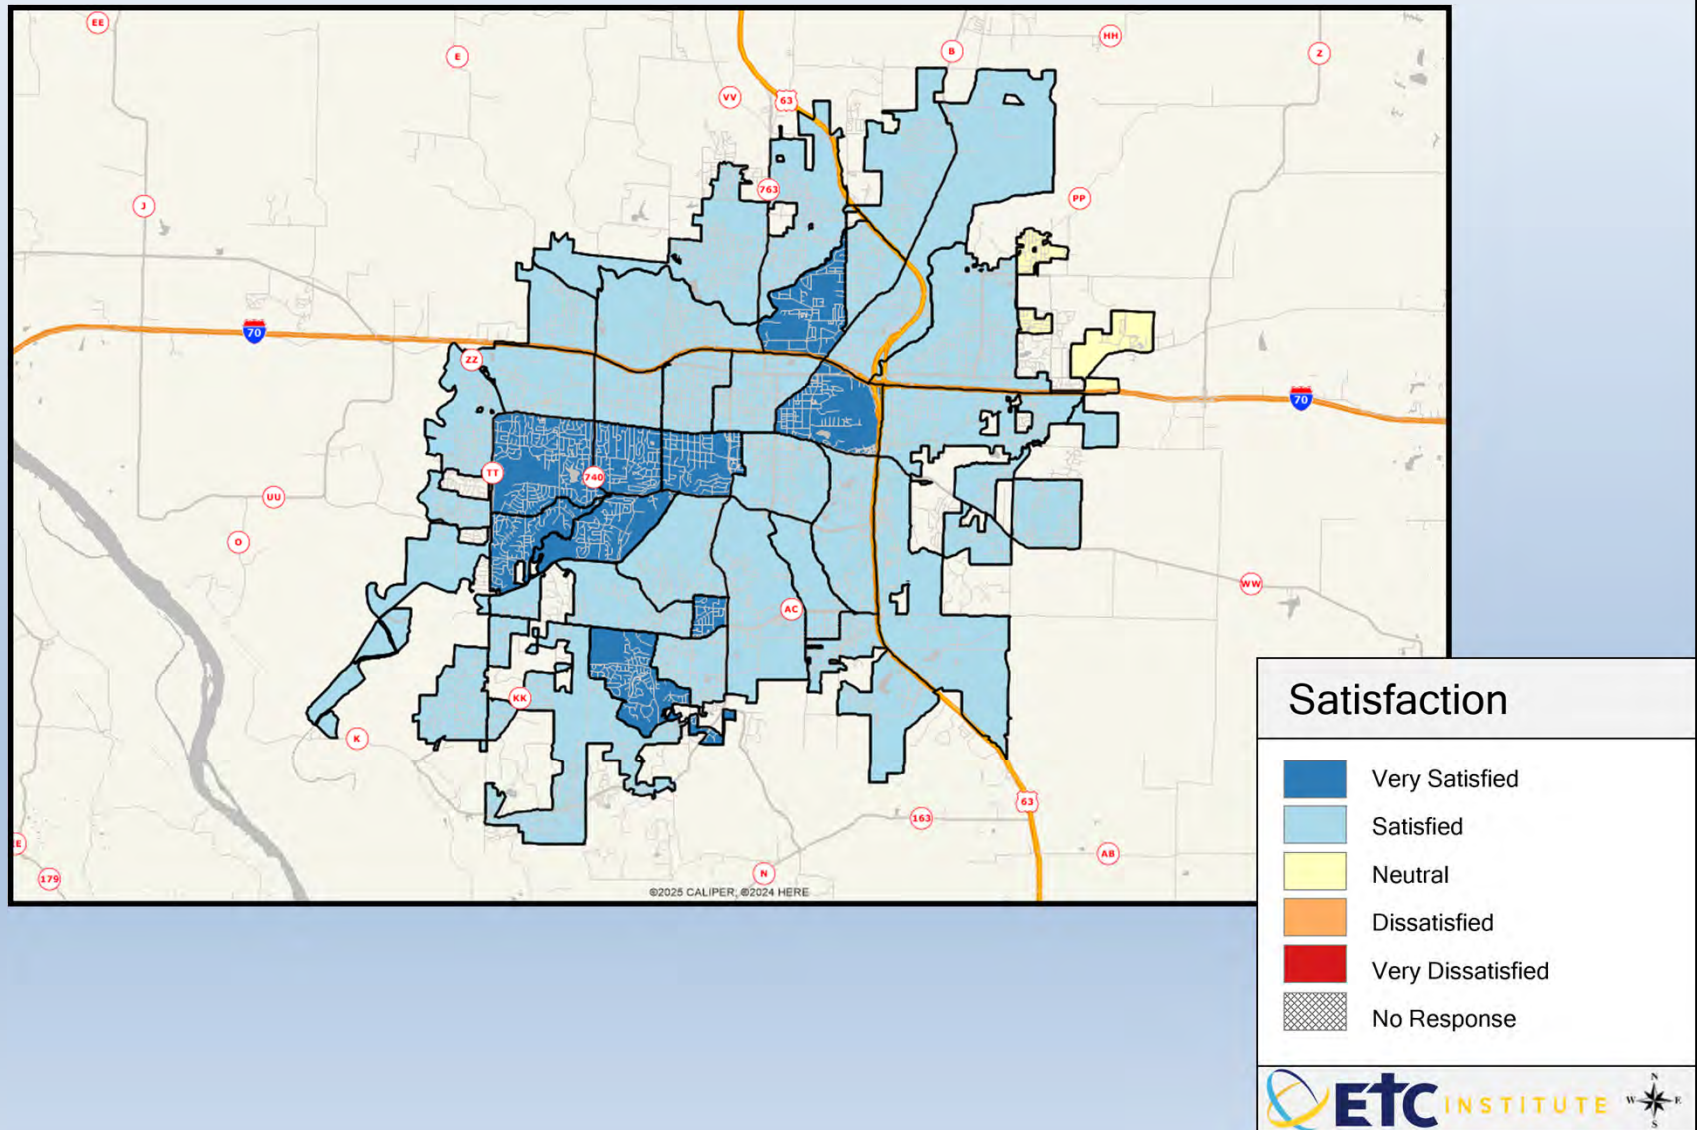 EE
HH
B
Z
E
VV
63
763
PP
J
70
ZZ
70
TT
740
UU
O
WW
AC
KK
K
63
163
E
AB
N
179
©2025 CALIPER; ©2024 HERE
Satisfaction
Very Satisfied
Satisfied
Neutral
Dissatisfied
Very Dissatisfied
No Response
ETC INSTITUTE
N
W E
S